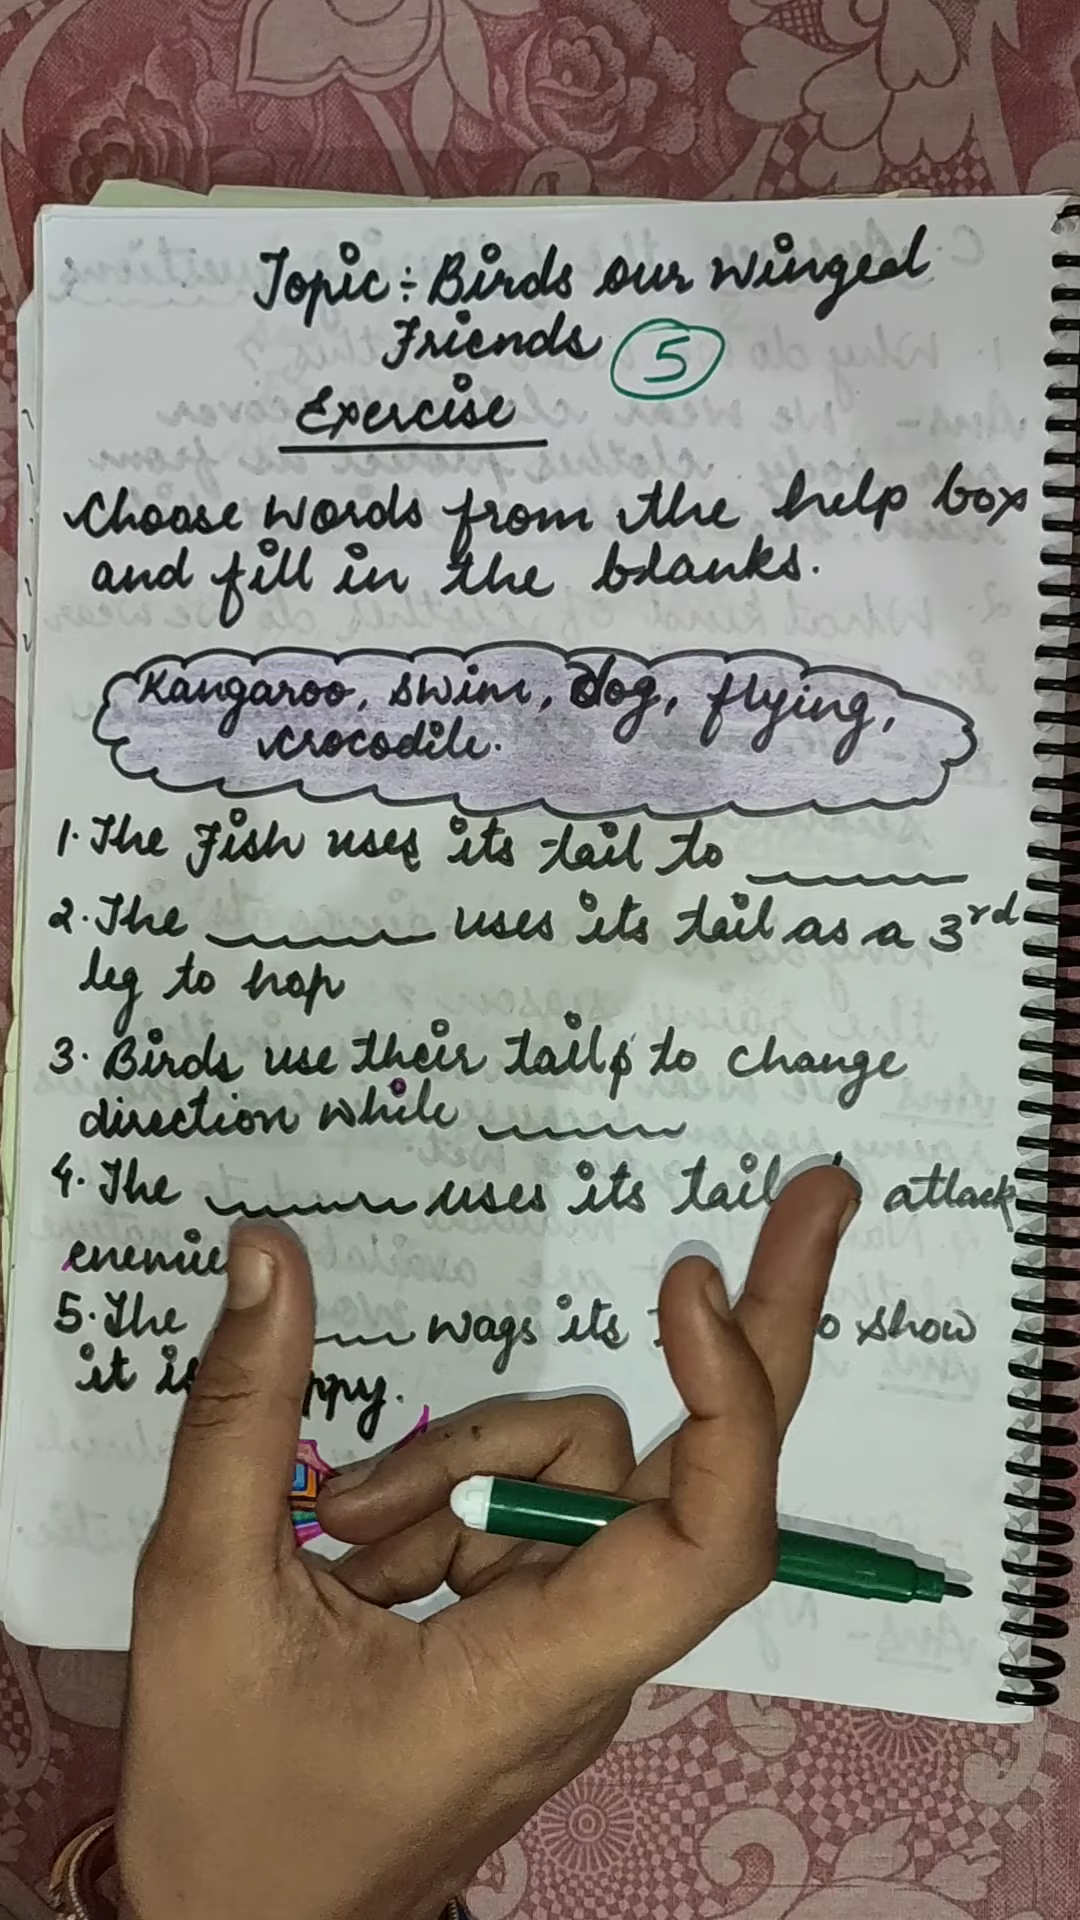 Topic ÷ Birds our winged
Friends 5
Exercise
Choose words from the help box
and fill in the blanks.
Kangaroo, swim, dog, flying,
crocodile.
1. The Fish uses its tail to
2. The uses its tail as a 3rd
leg to hop
3. Birds use their tails to change
direction while
4. The uses its tail attack
5. The wags its show
it